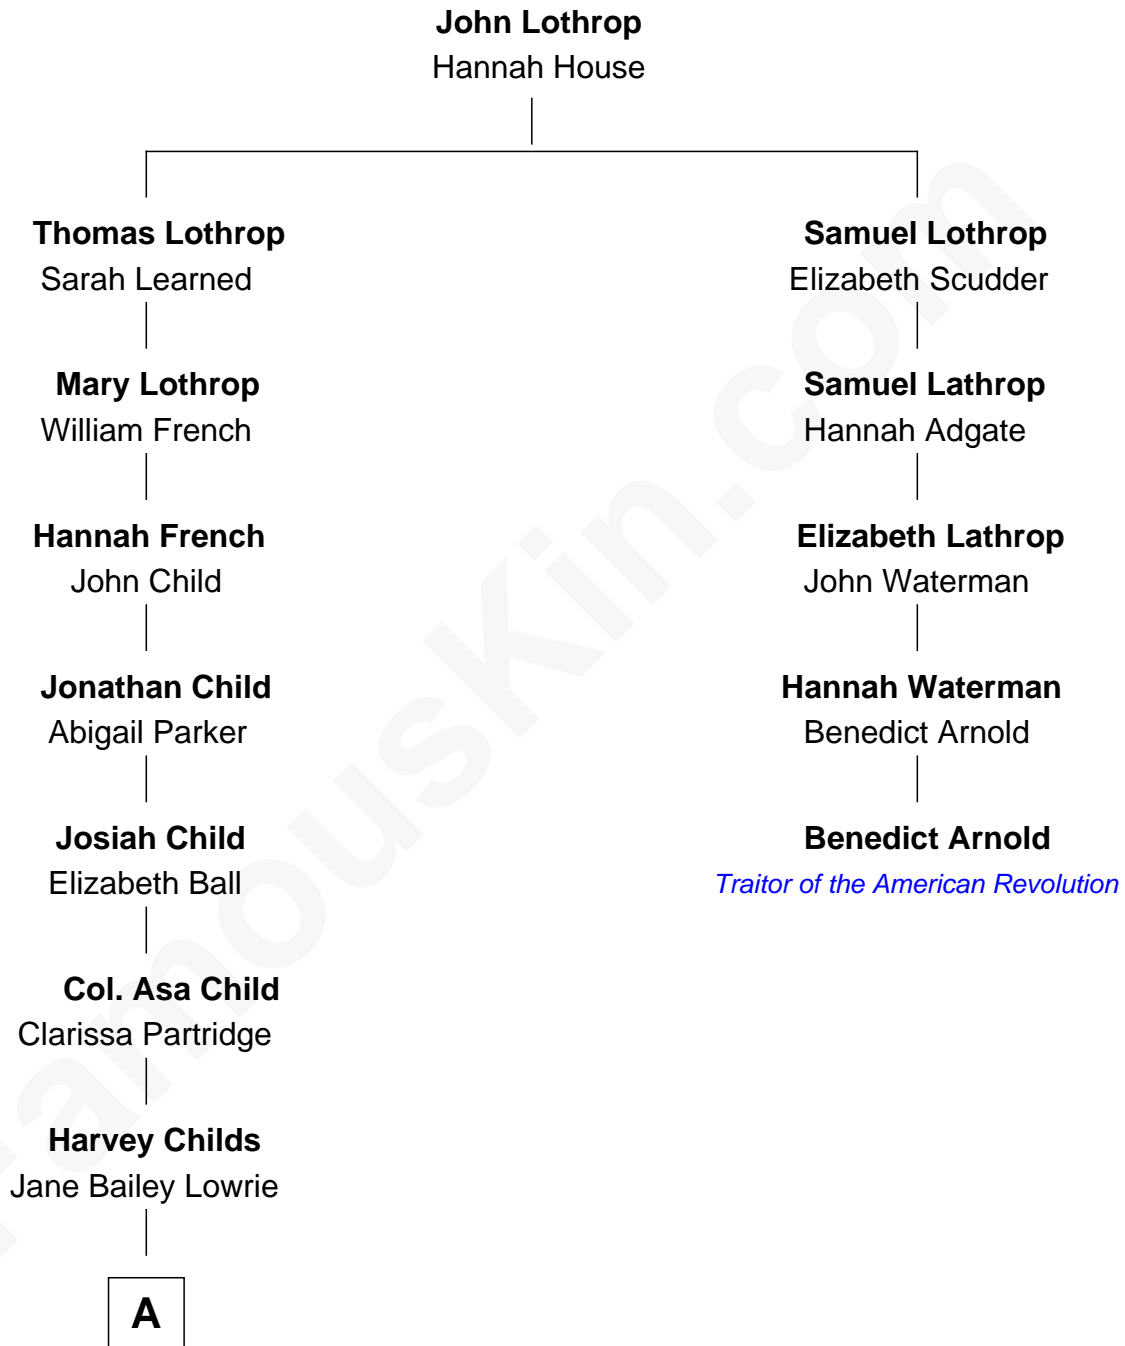 John Lothrop
Hannah House
Thomas Lothrop
Sarah Learned
Samuel Lothrop
Elizabeth Scudder
Mary Lothrop
William French
Samuel Lathrop
Hannah Adgate
Hannah French
John Child
Elizabeth Lathrop
John Waterman
Jonathan Child
Abigail Parker
Hannah Waterman
Benedict Arnold
Josiah Child
Elizabeth Ball
Benedict Arnold
Traitor of the American Revolution
Col. Asa Child
Clarissa Partridge
Harvey Childs
Jane Bailey Lowrie
A
FamousKin.com